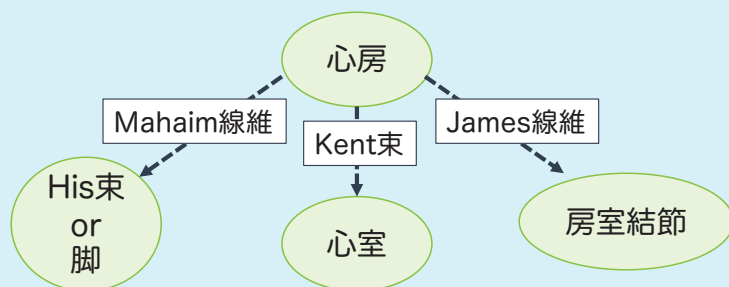 心房
Mahaim線維
Kent束
James線維
His束
or
脚
心室
房室結節